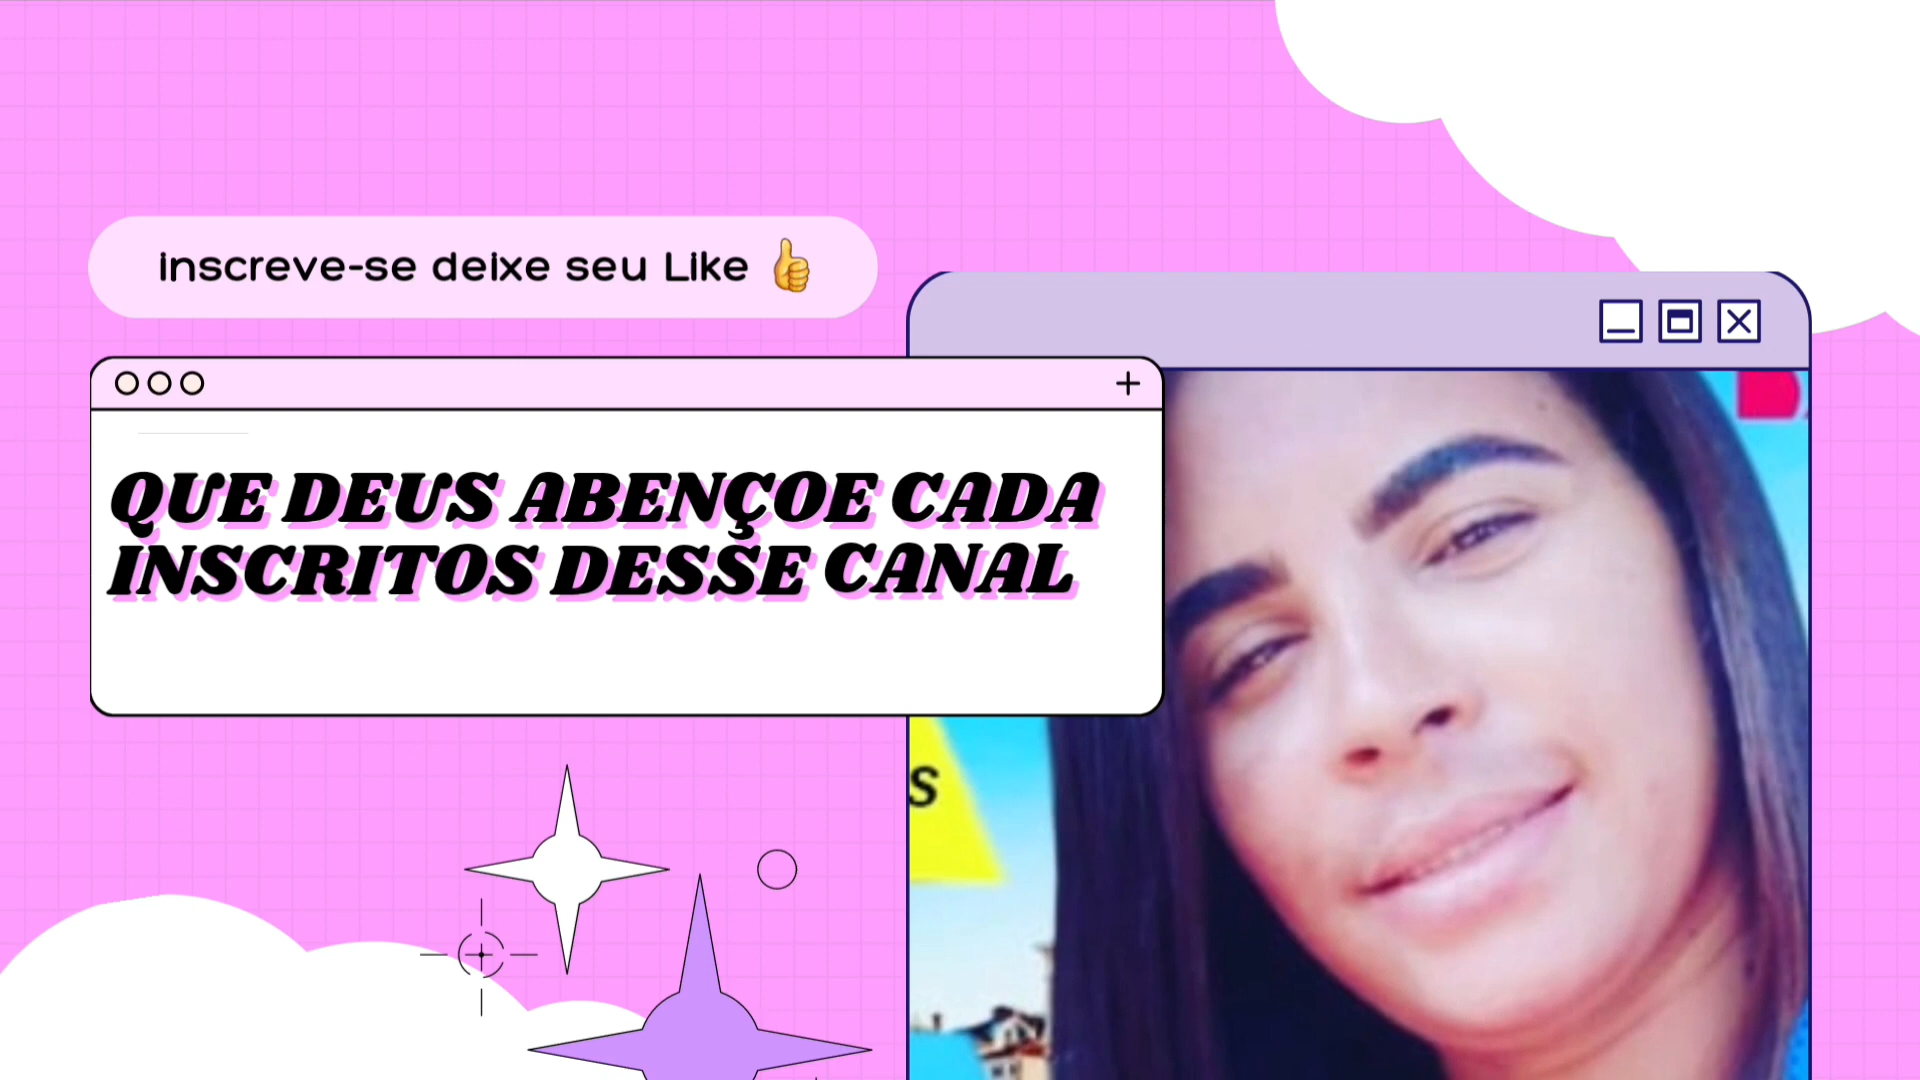 inscreve-se deixe seu Like 👍
QUE DEUS ABENÇOE CADA
INSCRITOS DESSE CANAL
S